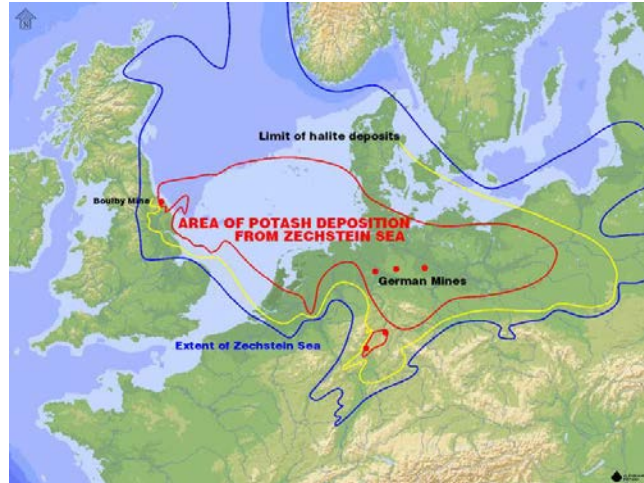 Limit of halite deposits
Boulby Mine
AREA OF POTASH DEPOSITION
FROM ZECHSTEIN SEA
German Mines
Extent of Zechstein Sea